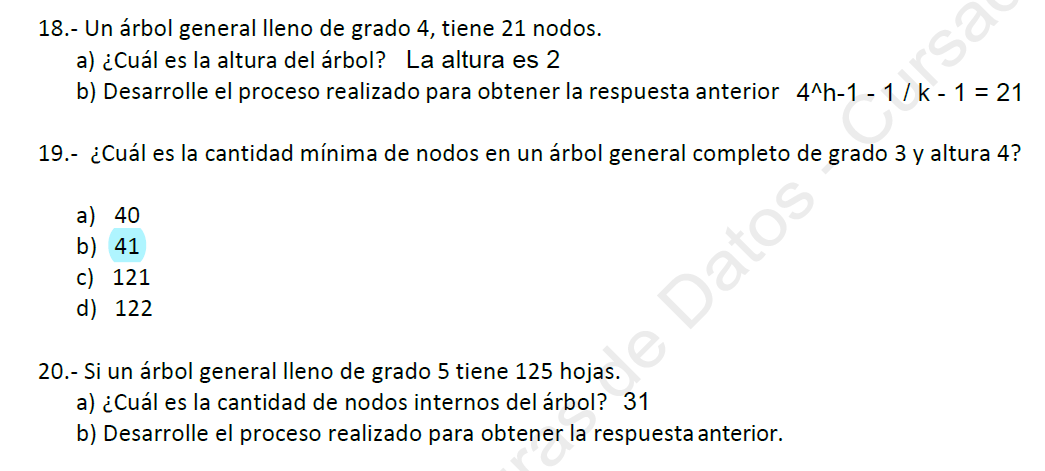 18.- Un árbol general lleno de grado 4, tiene 21 nodos.
a) ¿Cuál es la altura del árbol? La altura es 2
b) Desarrolle el proceso realizado para obtener la respuesta anterior 4^h-1 - 1 / k - 1 = 21
19.- ¿Cuál es la cantidad mínima de nodos en un árbol general completo de grado 3 y altura 4?
a) 40
b) 41
c) 121
d) 122
20.- Si un árbol general lleno de grado 5 tiene 125 hojas.
a) ¿Cuál es la cantidad de nodos internos del árbol? 31
b) Desarrolle el proceso realizado para obtener la respuesta anterior.
ras de Datos - Cursad